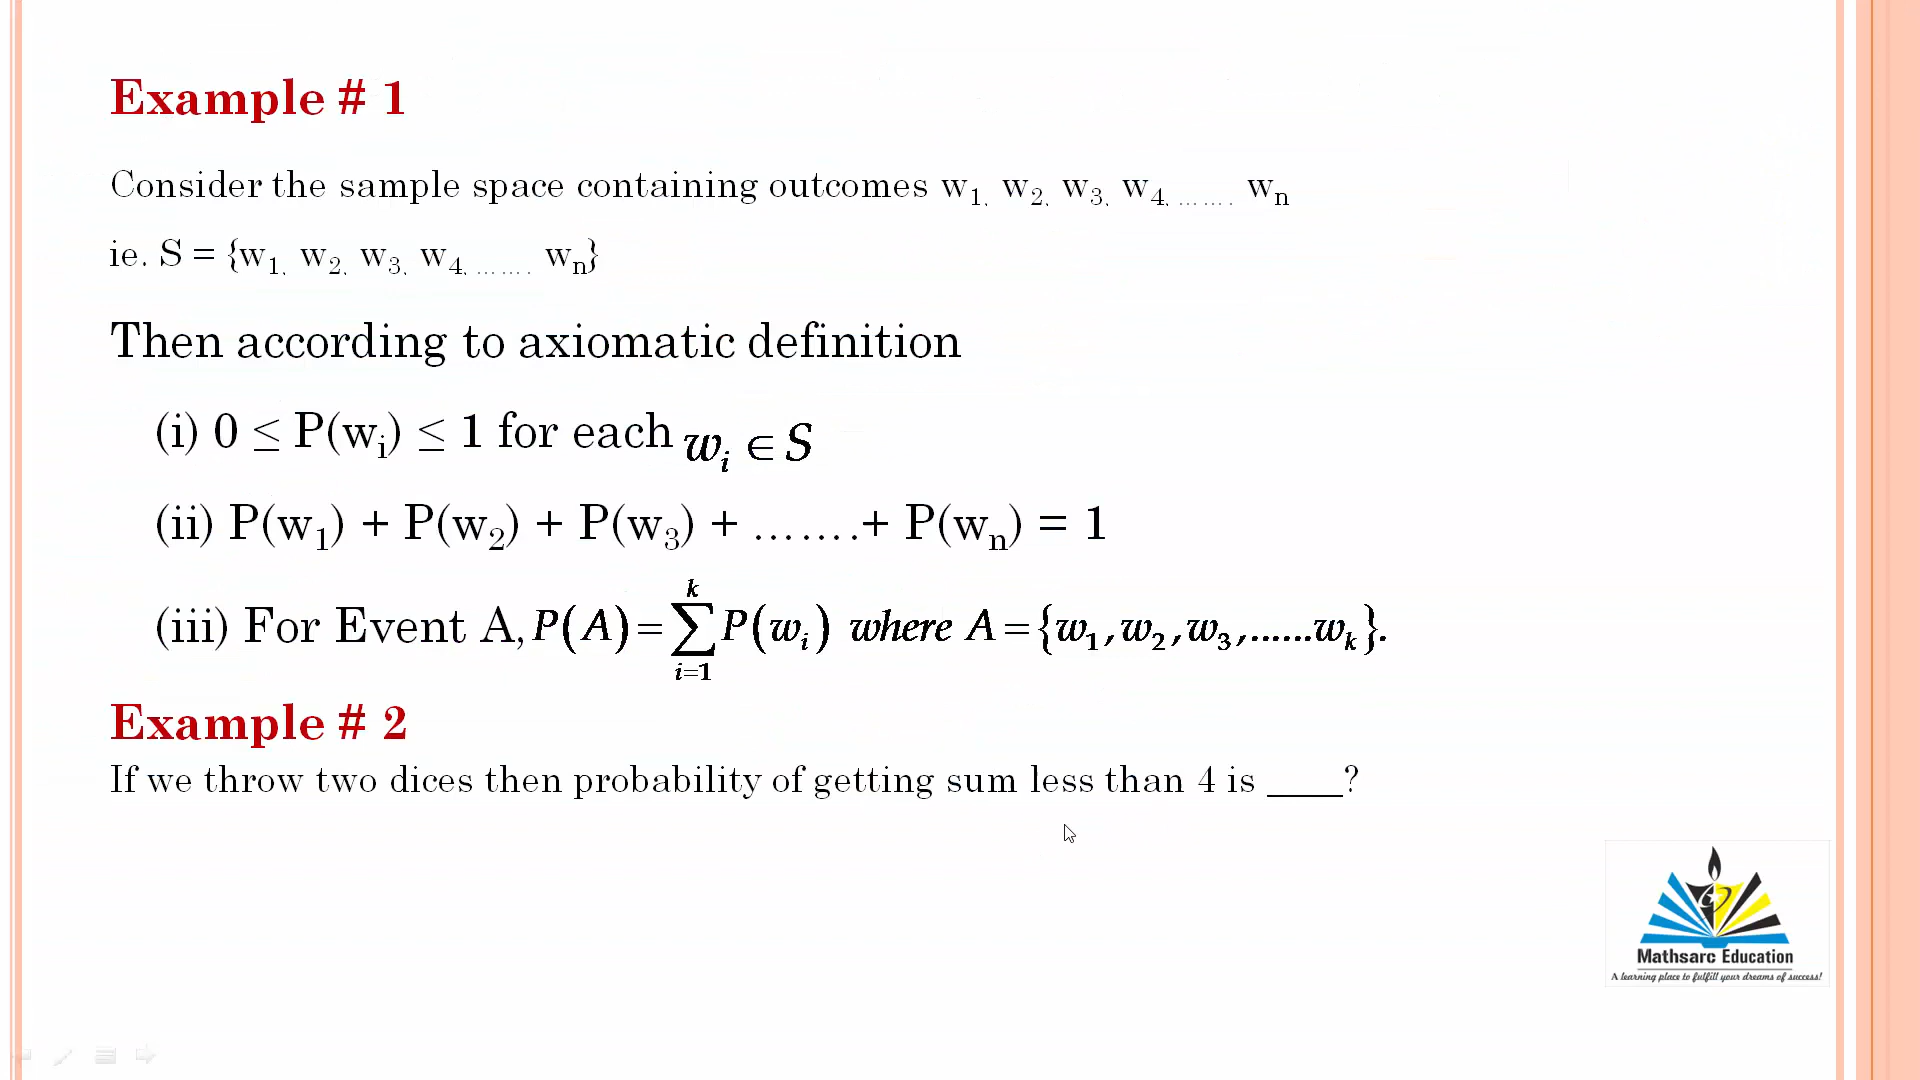 Example # 1
Consider the sample space containing outcomes w1, w2, w3, w4, ……. wn
ie. S = {w1, w2, w3, w4, ……. wn}
Then according to axiomatic definition
(i) 0 ≤ P(wi) ≤ 1 for each wi ∈ S
(ii) P(w1) + P(w2) + P(w3) + …….+ P(wn) = 1
(iii) For Event A, P(A) = ∑_{i=1}^{k} P(wi) where A = {w1, w2, w3,......wk}.
Example # 2
If we throw two dices then probability of getting sum less than 4 is ____?
Mathsarc Education
A learning place to fulfill your dreams of success!